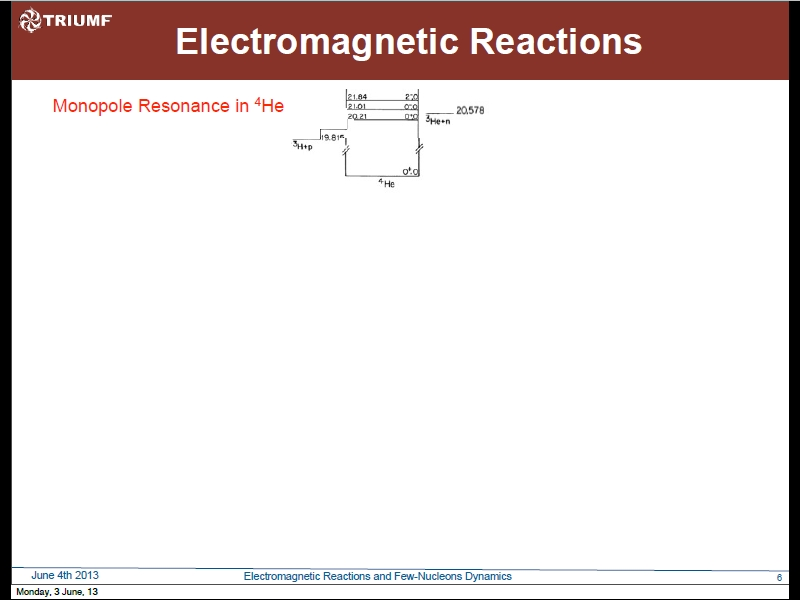 TRIUMF
Electromagnetic Reactions
Monopole Resonance in ⁴He
21.84 2⁻,0
21.01 0⁻,0
20.21 0⁺,0
20,578
³He+n
19.815
³H+p
0⁺,0
⁴He
June 4th 2013
Electromagnetic Reactions and Few-Nucleons Dynamics
6
Monday, 3 June, 13